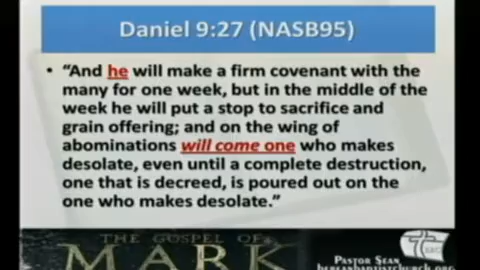 Daniel 9:27 (NASB95)
• “And he will make a firm covenant with the
many for one week, but in the middle of the
week he will put a stop to sacrifice and
grain offering; and on the wing of
abominations will come one who makes
desolate, even until a complete destruction,
one that is decreed, is poured out on the
one who makes desolate.”
THE GOSPEL OF
MARK
PASTOR SEAN
bereanbaptistchurch.org